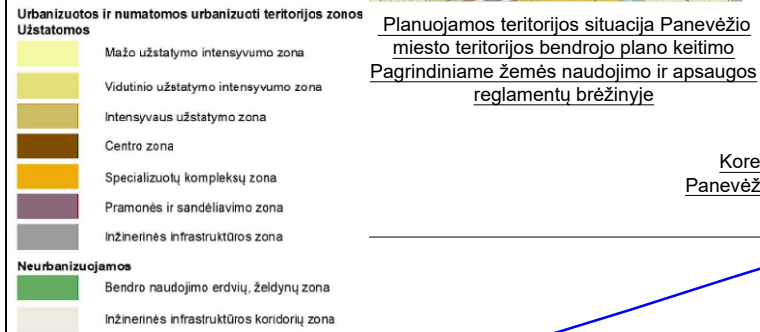 Urbanizuotos ir numatomos urbanizuoti teritorijos zonos
Užstatomos
Mažo užstatymo intensyvumo zona
Vidutinio užstatymo intensyvumo zona
Intensyvaus užstatymo zona
Centro zona
Specializuotų kompleksų zona
Pramonės ir sandėliavimo zona
Inžinerinės infrastruktūros zona
Neurbanizuojamos
Bendro naudojimo erdvių, želdynų zona
Inžinerinės infrastruktūros koridorių zona
Planuojamos teritorijos situacija Panevėžio
miesto teritorijos bendrojo plano keitimo
Pagrindiniame žemės naudojimo ir apsaugos
reglamentų brėžinyje
Kore
Panevėž